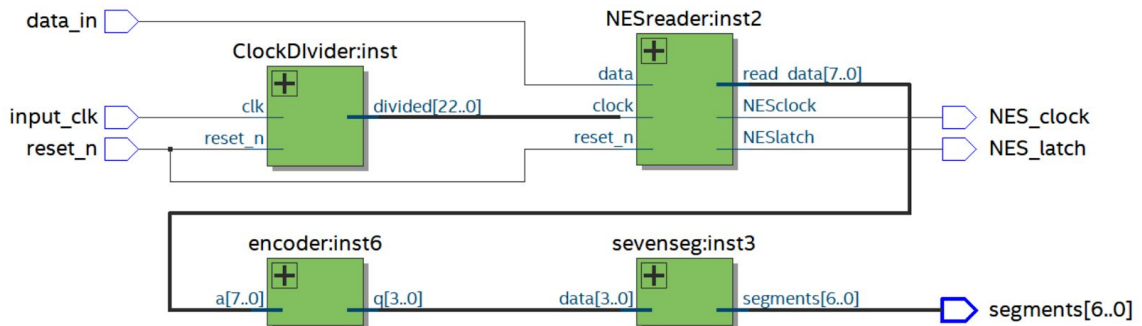 data_in
NESreader:inst2
ClockDIvider:inst
data
read_data[7..0]
input_clk
clk
divided[22..0]
clock
NESclock
NES_clock
reset_n
reset_n
reset_n
NESlatch
NES_latch
encoder:inst6
sevenseg:inst3
a[7..0]
q[3..0]
data[3..0]
segments[6..0]
segments[6..0]